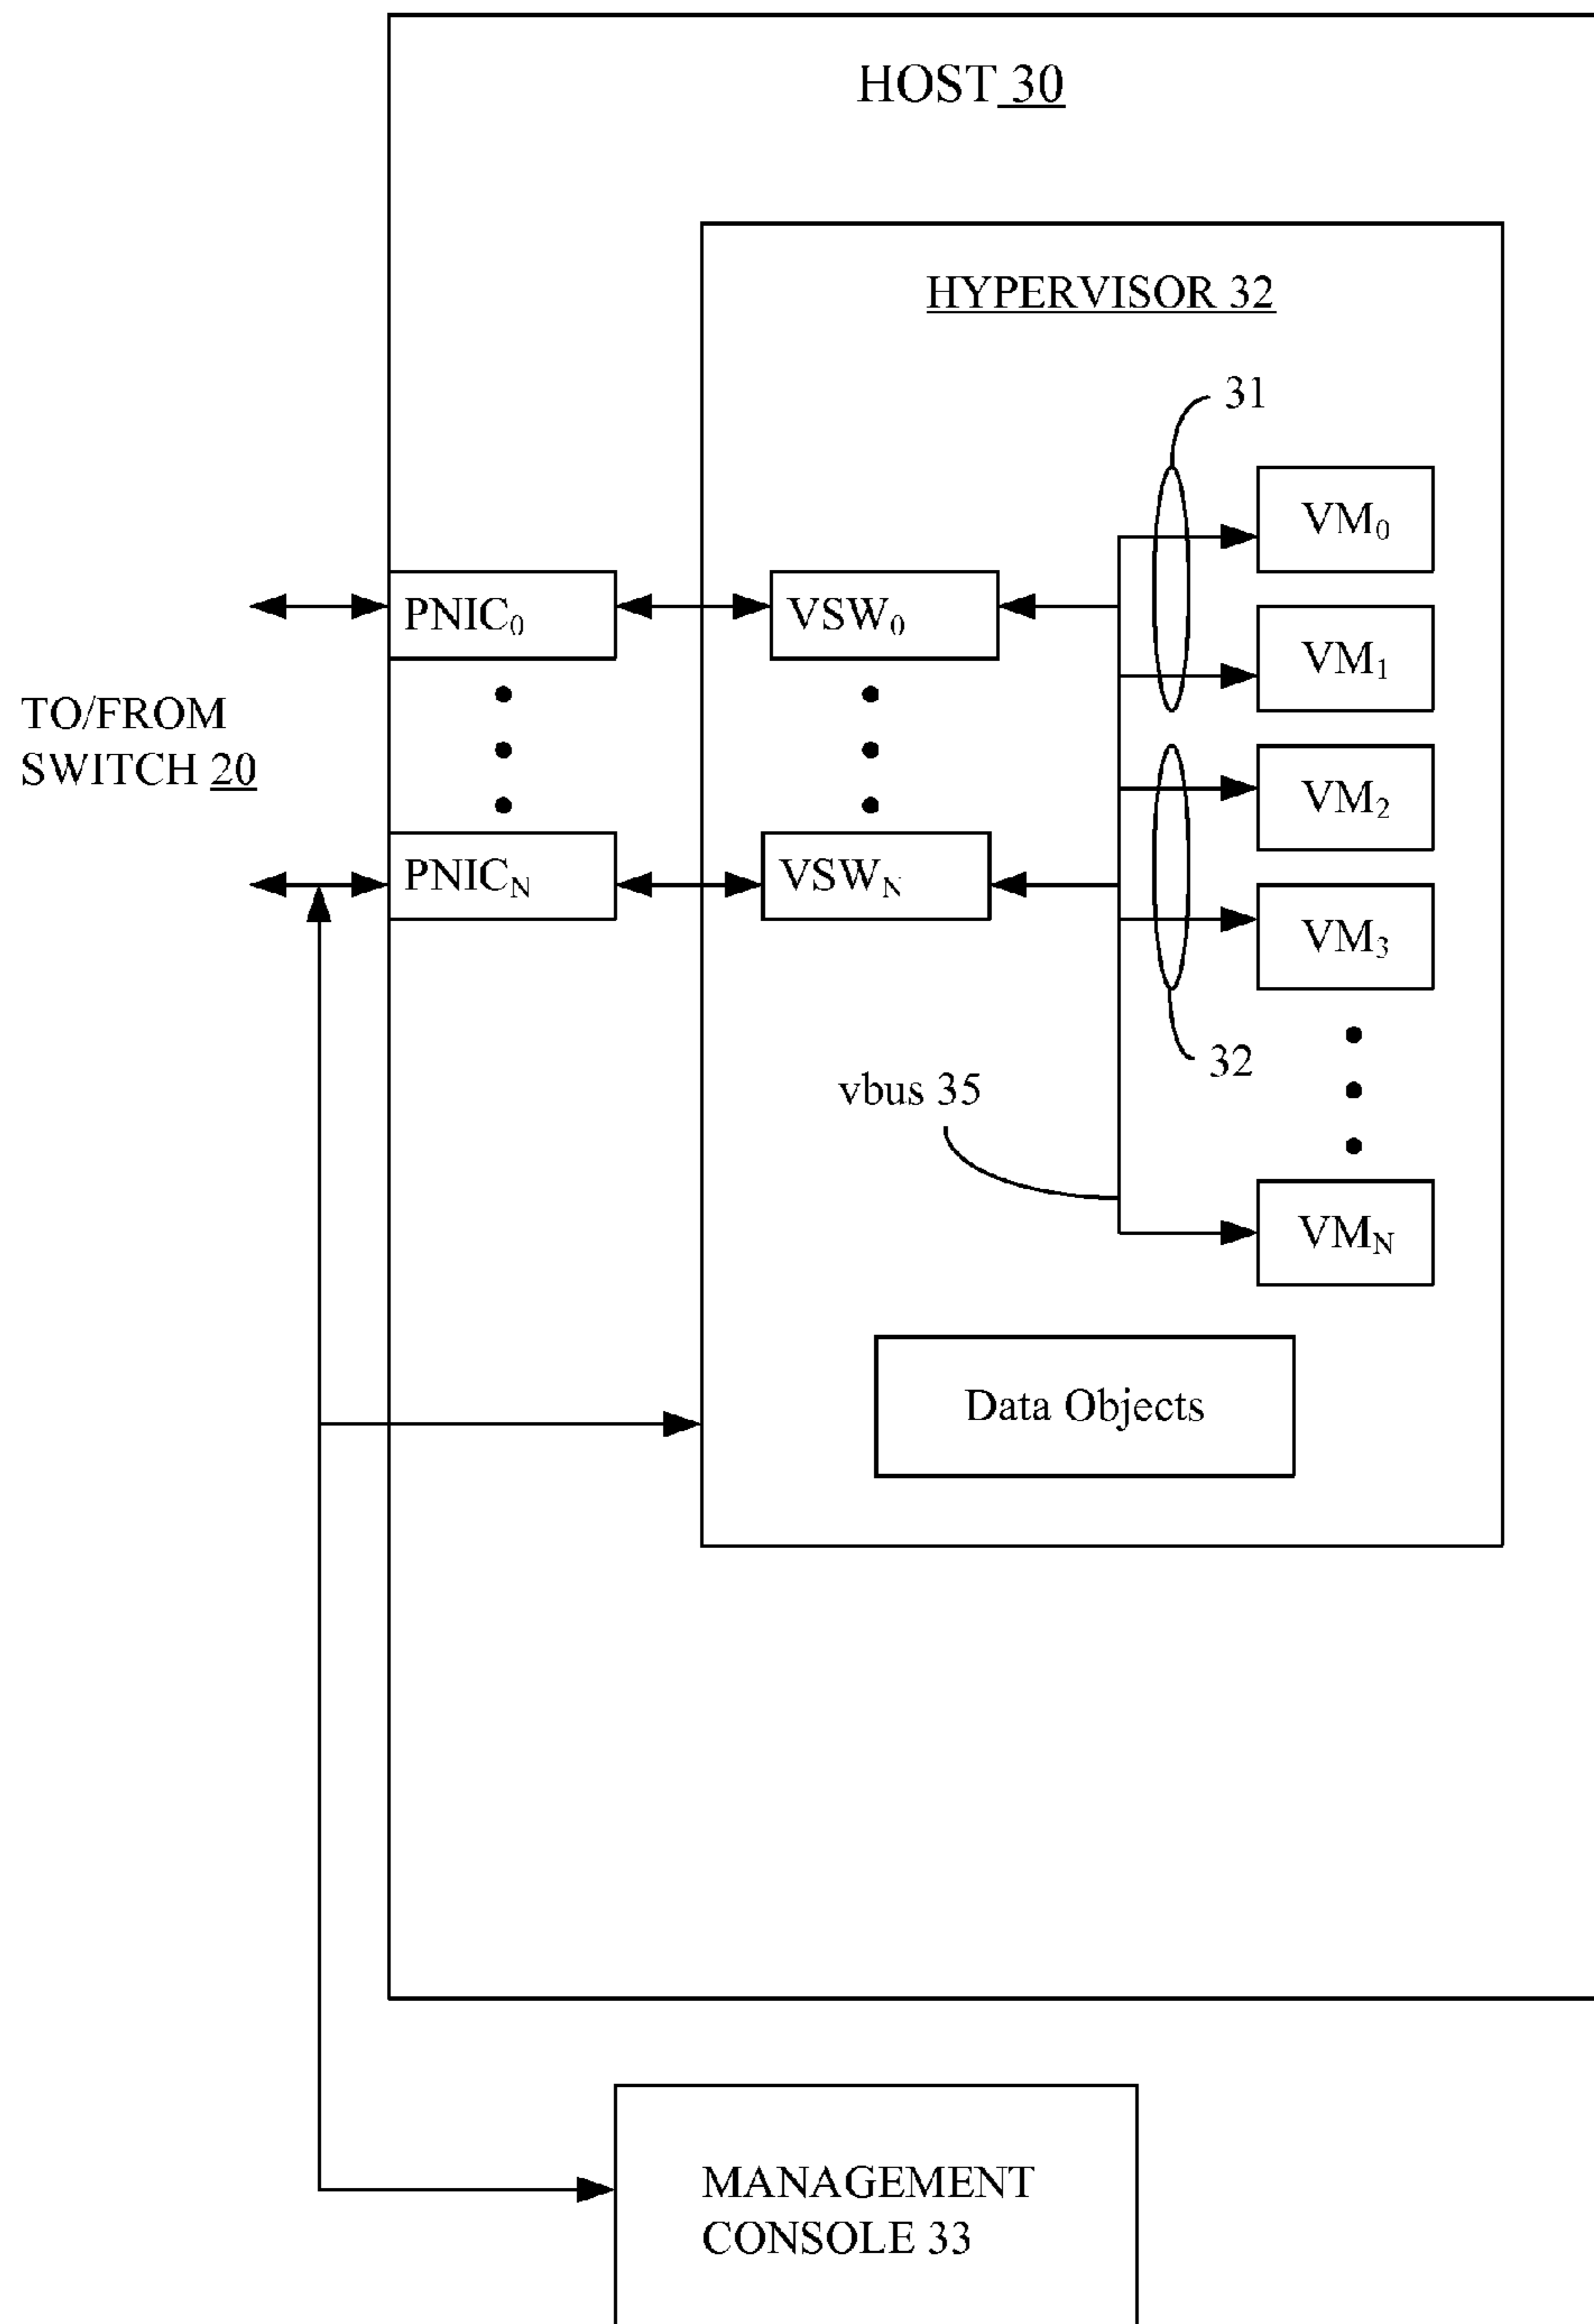 HOST 30
HYPERVISOR 32
31
VM0
PNIC0
VSW0
VM1
TO/FROM
SWITCH 20
VM2
PNICN
VSWN
VM3
32
vbus 35
VMN
Data Objects
MANAGEMENT
CONSOLE 33